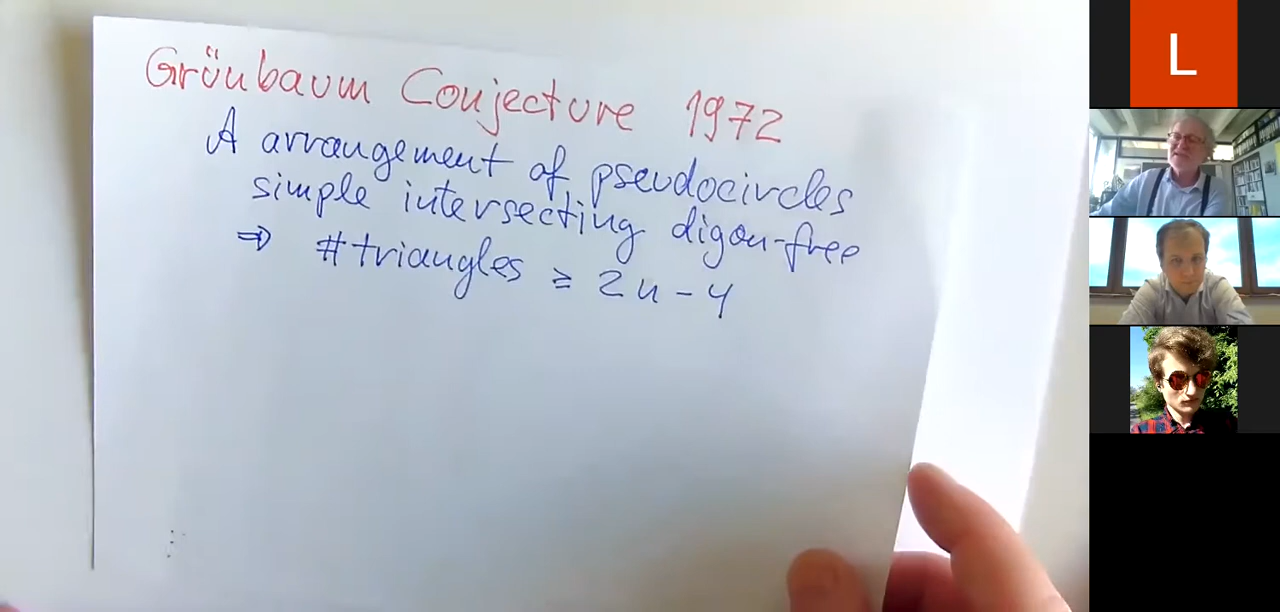 Grünbaum Conjecture 1972
A arrangement of pseudocircles
simple intersecting digon-free
⇒ #triangles ≥ 2n-4
L